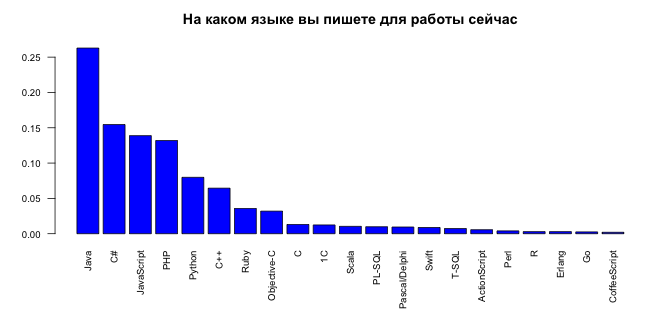 На каком языке вы пишете для работы сейчас
0.25
0.20
0.15
0.10
0.05
0.00
Java
C#
JavaScript
PHP
Python
C++
Ruby
Objective-C
C
1C
Scala
PL-SQL
Pascal/Delphi
Swift
T-SQL
ActionScript
Perl
R
Erlang
Go
CoffeeScript